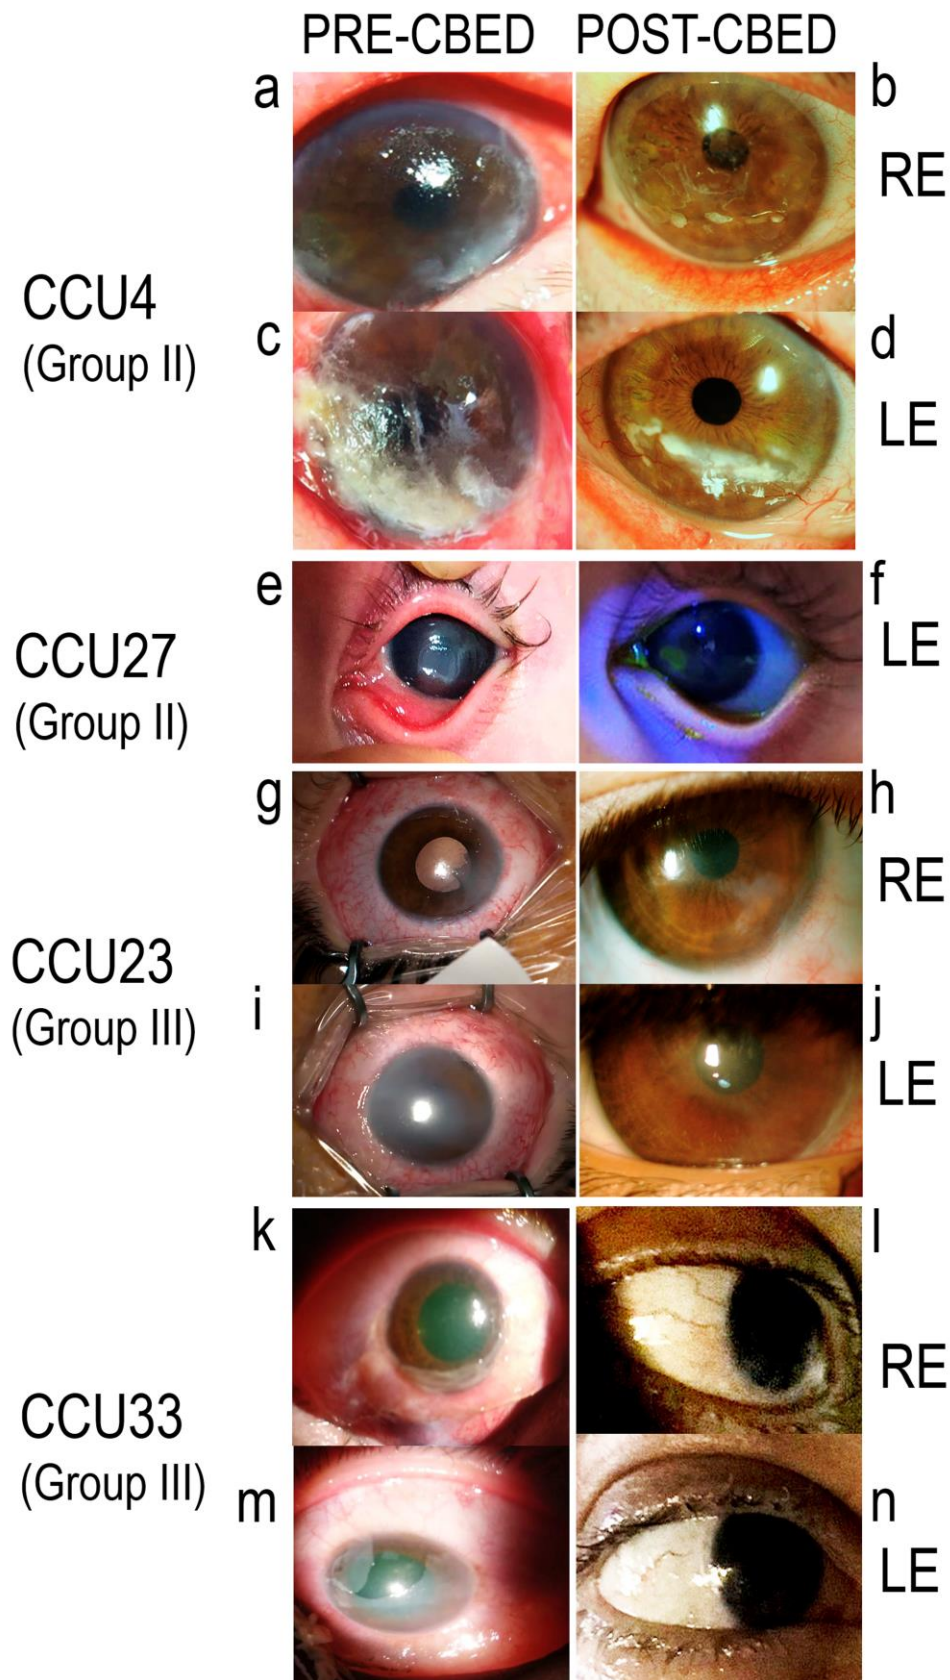 PRE-CBED POST-CBED
a b
RE
CCU4
(Group II)
c d
LE
e f
LE
CCU27
(Group II)
g h
RE
CCU23
(Group III)
i j
LE
k l
RE
CCU33
(Group III)
m n
LE